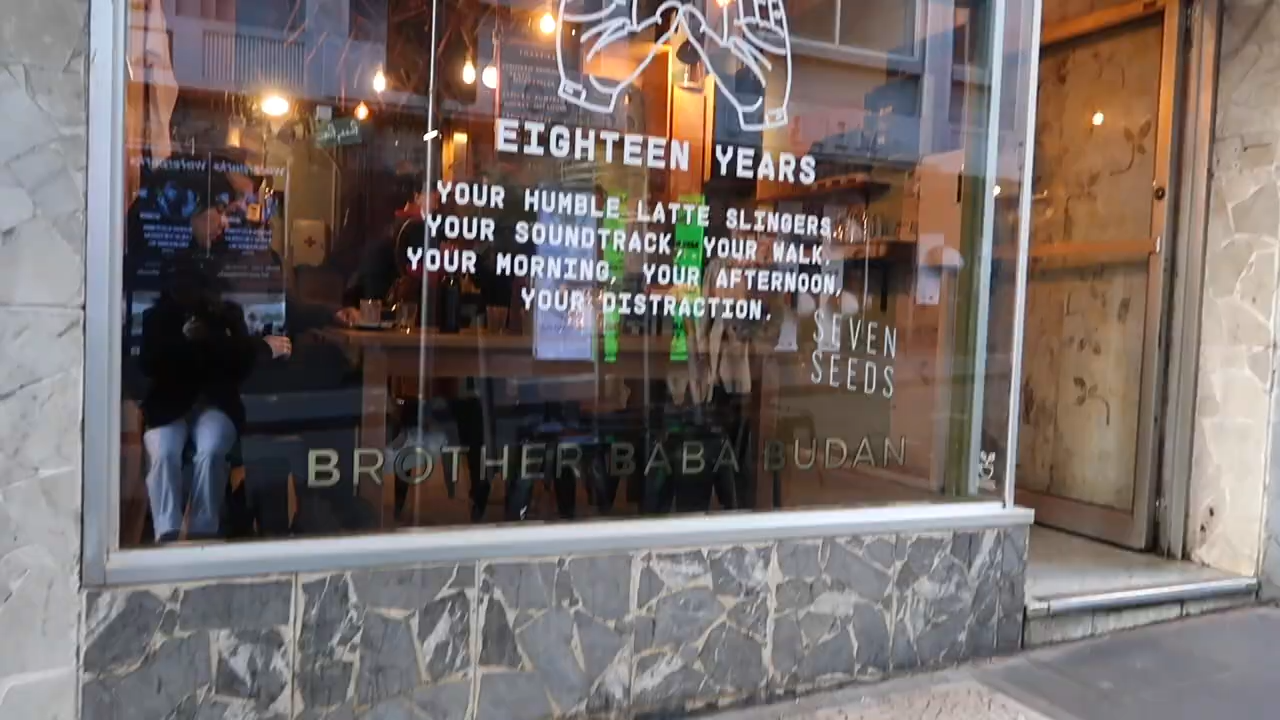 EIGHTEEN YEARS
YOUR HUMBLE LATTE SLINGERS.
YOUR SOUNDTRACK, YOUR WALK.
YOUR MORNING, YOUR AFTERNOON,
YOUR DISTRACTION.
SEVEN
SEEDS
BROTHER BABA BUDAN